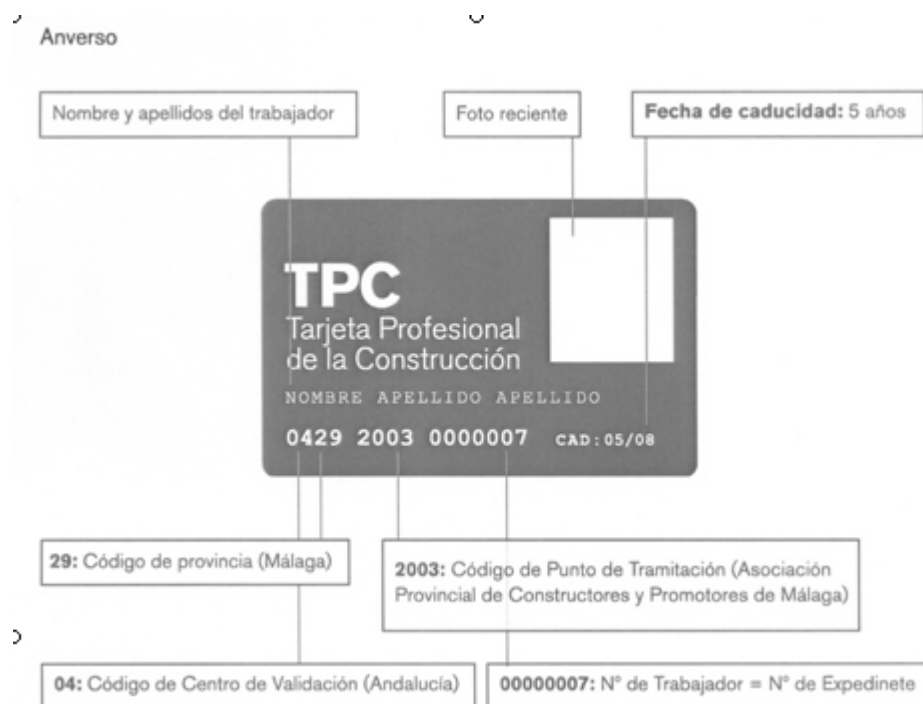 Anverso
Nombre y apellidos del trabajador
Foto reciente
Fecha de caducidad: 5 años
TPC
Tarjeta Profesional
de la Construcción
NOMBRE APELLIDO APELLIDO
0429 2003 0000007 CAD:05/08
29: Código de provincia (Málaga)
2003: Código de Punto de Tramitación (Asociación
Provincial de Constructores y Promotores de Málaga)
04: Código de Centro de Validación (Andalucía)
00000007: N° de Trabajador = N° de Expedinete